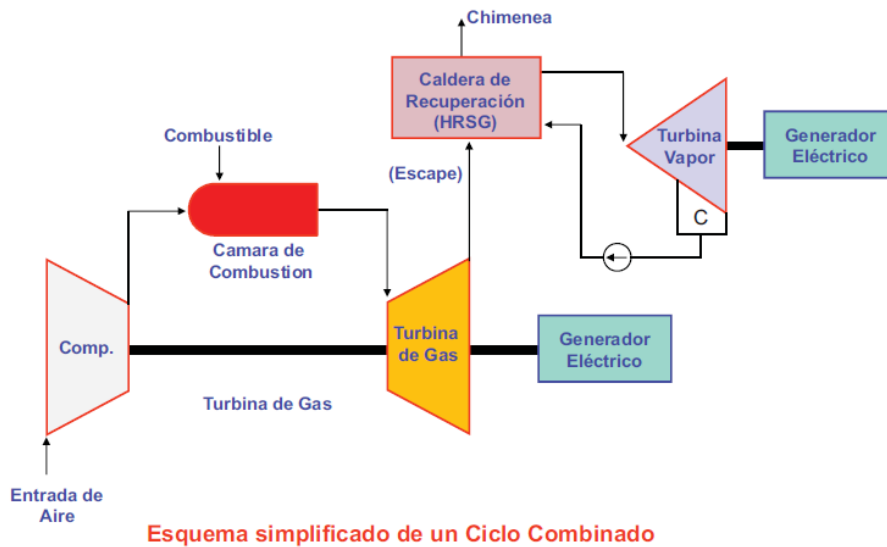 Chimenea
Caldera de
Recuperación
(HRSG)
Combustible
Turbina
Vapor
Generador
Eléctrico
(Escape)
C
Camara de
Combustion
Comp.
Turbina
de Gas
Generador
Eléctrico
Turbina de Gas
Entrada de
Aire
Esquema simplificado de un Ciclo Combinado